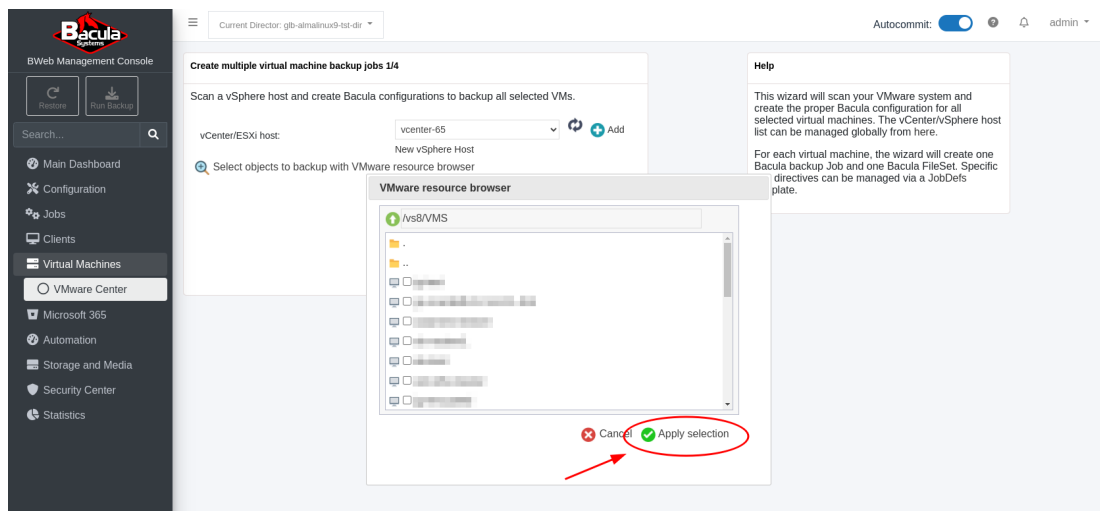 Bacula
Systems
BWeb Management Console
Restore
Run Backup
Search...
Main Dashboard
Configuration
Jobs
Clients
Virtual Machines
VMware Center
Microsoft 365
Automation
Storage and Media
Security Center
Statistics
Current Director: glb-almalinux9-tst-dir
Autocommit:
admin
Create multiple virtual machine backup jobs 1/4
Scan a vSphere host and create Bacula configurations to backup all selected VMs.
vCenter/ESXi host:
vcenter-65
Add
New vSphere Host
Select objects to backup with VMware resource browser
VMware resource browser
/vs8/VMS
.
..
Cancel
Apply selection
Help
This wizard will scan your VMware system and
create the proper Bacula configuration for all
selected virtual machines. The vCenter/vSphere host
list can be managed globally from here.
For each virtual machine, the wizard will create one
Bacula backup Job and one Bacula FileSet. Specific
directives can be managed via a JobDefs
plate.